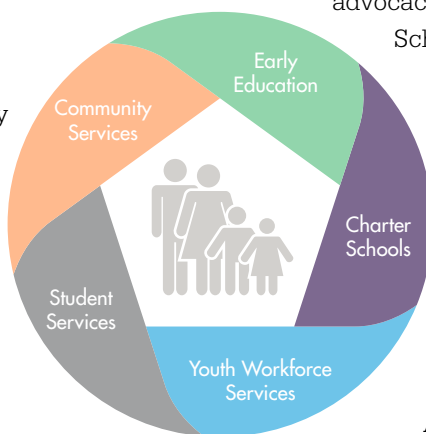 Early
Education
Community
Services
Charter
Schools
Student
Services
Youth Workforce
Services